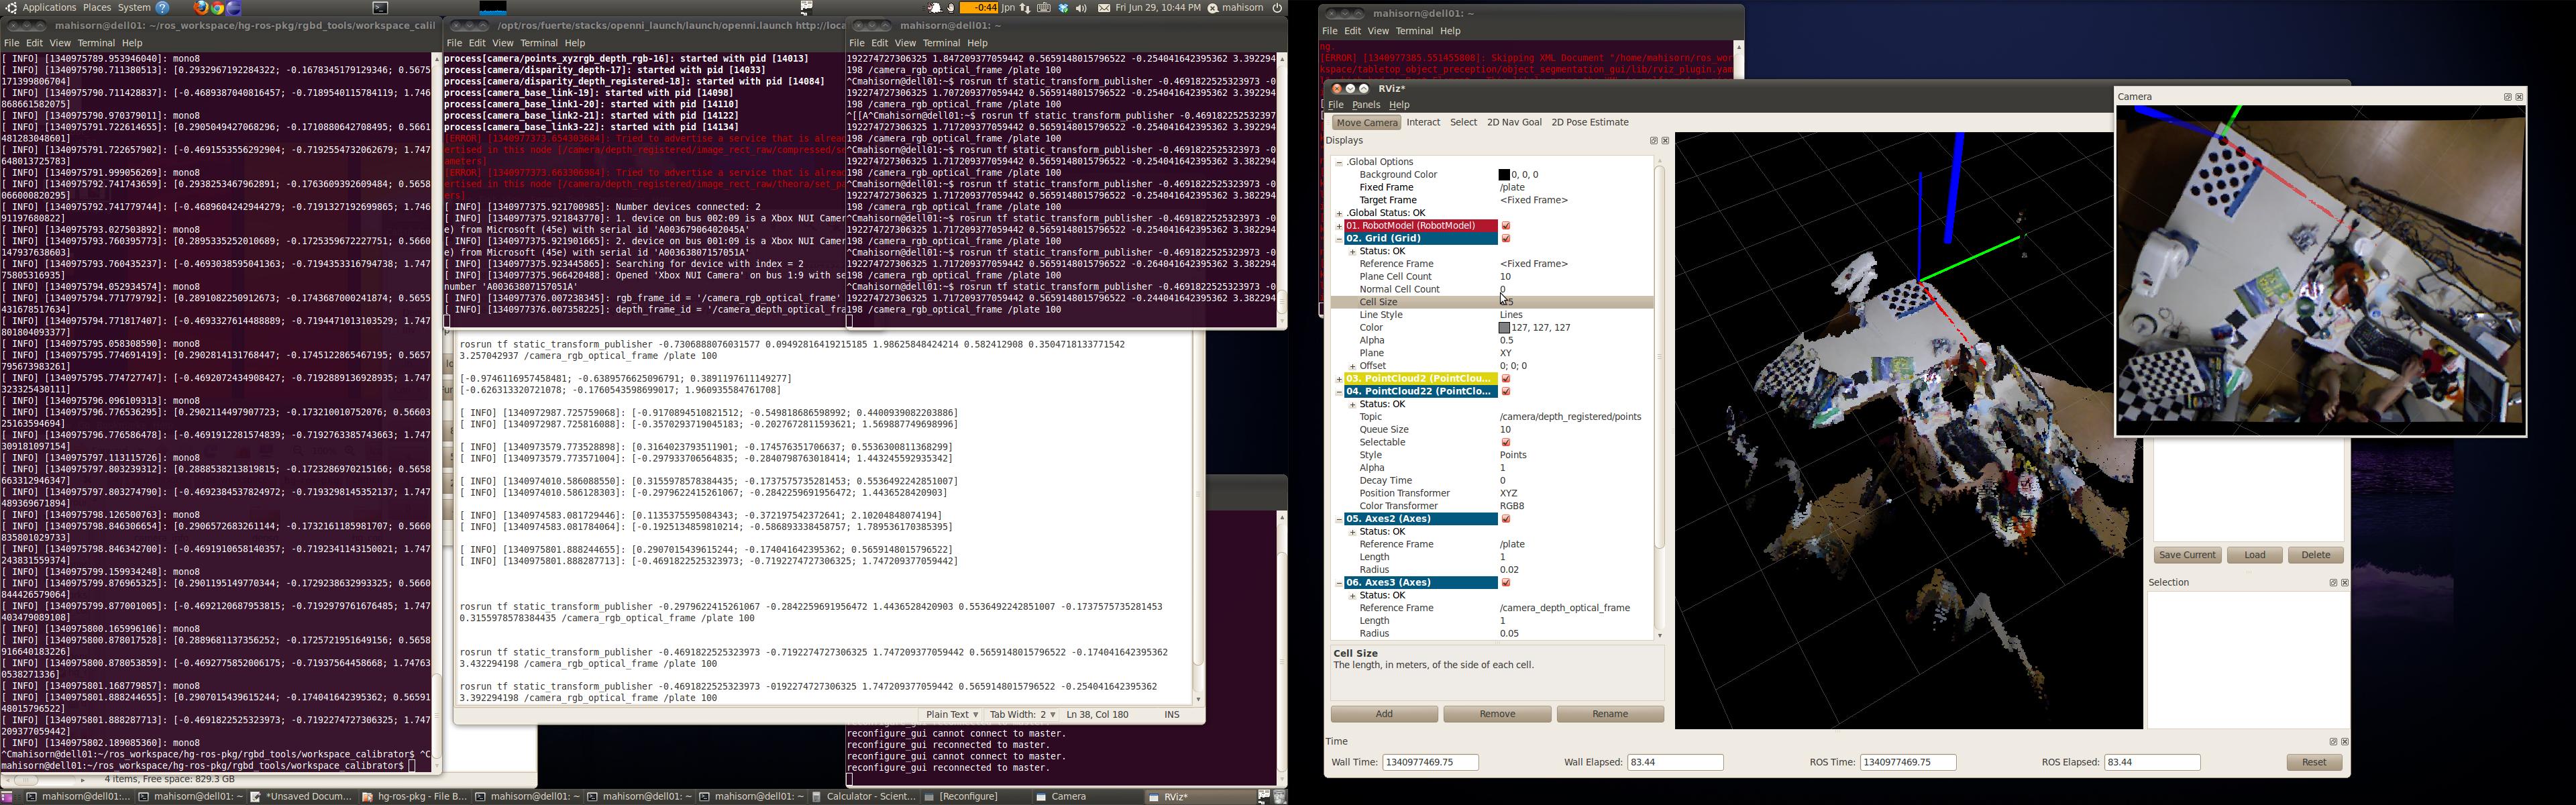 Applications Places System
-0:44 Jpn
Fri Jun 29, 10:44 PM mahisorn
mahisorn@dell01: ~/ros_workspace/hg-ros-pkg/rgbd_tools/workspace_cali
File Edit View Terminal Help
[ INFO] [1340975789.953946040]: mono8
[ INFO] [1340975790.711380513]: [0.2932967192284322; -0.1678345179129346; 0.5675
171399806704]
[ INFO] [1340975790.711428837]: [-0.4689387040816457; -0.7189540115784119; 1.746
868661582075]
[ INFO] [1340975790.970379011]: mono8
[ INFO] [1340975791.722614655]: [0.2905049427068296; -0.1710880642708495; 0.5661
481283048601]
[ INFO] [1340975791.722657902]: [-0.4691553556292904; -0.7192554732062679; 1.747
648013725783]
[ INFO] [1340975791.999056269]: mono8
[ INFO] [1340975792.741743659]: [0.2938253467962891; -0.1763609392609484; 0.5658
066000820295]
[ INFO] [1340975792.741779744]: [-0.4689604242944279; -0.7191327192699865; 1.746
91197680822]
[ INFO] [1340975793.027503892]: mono8
[ INFO] [1340975793.760395773]: [0.2895335252010689; -0.1725359672227751; 0.5660
147937638603]
[ INFO] [1340975793.760435237]: [-0.4693038595041363; -0.7194353316794738; 1.747
75805316935]
[ INFO] [1340975794.052934574]: mono8
[ INFO] [1340975794.771779792]: [0.2891082250912673; -0.1743687000241874; 0.5655
431678517634]
[ INFO] [1340975794.771817407]: [-0.4693327614488889; -0.7194471013103529; 1.747
801804093377]
[ INFO] [1340975795.058308590]: mono8
[ INFO] [1340975795.774691419]: [0.2902814131768447; -0.1745122865467195; 0.5657
795673983261]
[ INFO] [1340975795.774727747]: [-0.4692072434908427; -0.7192889136928935; 1.747
323325430111]
[ INFO] [1340975796.096109313]: mono8
[ INFO] [1340975796.776536295]: [0.2902114497907723; -0.173210010752076; 0.56603
25163594694]
[ INFO] [1340975796.776586478]: [-0.4691912281574839; -0.7192763385743663; 1.747
309181097154]
[ INFO] [1340975797.113115726]: mono8
[ INFO] [1340975797.803239312]: [0.2888538213819815; -0.1723286970215166; 0.5658
663312946347]
[ INFO] [1340975797.803274790]: [-0.4692384537824972; -0.7193298145352137; 1.747
489369671894]
[ INFO] [1340975798.126500763]: mono8
[ INFO] [1340975798.846306654]: [0.2906572683261144; -0.1732161185981707; 0.5660
835801029733]
[ INFO] [1340975798.846342700]: [-0.4691910658140357; -0.7192341143150021; 1.747
243831559374]
[ INFO] [1340975799.159934248]: mono8
[ INFO] [1340975799.876965325]: [0.2901195149770344; -0.1729238632993325; 0.5660
844426579064]
[ INFO] [1340975799.877001005]: [-0.4692120687953815; -0.7192979761676485; 1.747
403479089108]
[ INFO] [1340975800.165996106]: mono8
[ INFO] [1340975800.878017528]: [0.2889681137356252; -0.1725721951649156; 0.5658
916640183226]
[ INFO] [1340975800.878053859]: [-0.4692775852006175; -0.71937564458668; 1.74763
0538271336]
[ INFO] [1340975801.168779857]: mono8
[ INFO] [1340975801.888244655]: [0.2907015439615244; -0.174041642395362; 0.56591
48015796522]
[ INFO] [1340975801.888287713]: [-0.4691822525323973; -0.7192274727306325; 1.747
209377059442]
[ INFO] [1340975802.189085360]: mono8
^Cmahisorn@dell01:~/ros_workspace/hg-ros-pkg/rgbd_tools/workspace_calibrator$ ^C
mahisorn@dell01:~/ros_workspace/hg-ros-pkg/rgbd_tools/workspace_calibrator$
4 items, Free space: 829.3 GB
/opt/ros/fuerte/stacks/openni_launch/launch/openni.launch http://loca
File Edit View Terminal Help
process[camera/points_xyzrgb_depth_rgb-16]: started with pid [14013]
process[camera/disparity_depth-17]: started with pid [14033]
process[camera/disparity_depth_registered-18]: started with pid [14084]
process[camera_base_link-19]: started with pid [14098]
process[camera_base_link1-20]: started with pid [14110]
process[camera_base_link2-21]: started with pid [14122]
process[camera_base_link3-22]: started with pid [14134]
[ERROR] [1340977373.654303604]: Tried to advertise a service that is alrea
ertised in this node [/camera/depth_registered/image_rect_raw/compressed/se
ameters]
[ERROR] [1340977373.663306984]: Tried to advertise a service that is alrea
ertised in this node [/camera/depth_registered/image_rect_raw/theora/set_pa
ers]
[ INFO] [1340977375.921700985]: Number devices connected: 2
[ INFO] [1340977375.921843770]: 1. device on bus 002:09 is a Xbox NUI Camer
e) from Microsoft (45e) with serial id 'A00367906402045A'
[ INFO] [1340977375.921901665]: 2. device on bus 001:09 is a Xbox NUI Camer
e) from Microsoft (45e) with serial id 'A00363807157051A'
[ INFO] [1340977375.923445865]: Searching for device with index = 2
[ INFO] [1340977375.966420488]: Opened 'Xbox NUI Camera' on bus 1:9 with se
number 'A00363807157051A'
[ INFO] [1340977376.007238345]: rgb_frame_id = '/camera_rgb_optical_frame'
[ INFO] [1340977376.007358225]: depth_frame_id = '/camera_depth_optical_fra
mahisorn@dell01: ~
File Edit View Terminal Help
192274727306325 1.847209377059442 0.5659148015796522 -0.254041642395362 3.392294
198 /camera_rgb_optical_frame /plate 100
^Cmahisorn@dell01:~$ rosrun tf static_transform_publisher -0.4691822525323973 -0
192274727306325 1.747209377059442 0.5659148015796522 -0.254041642395362 3.392294
198 /camera_rgb_optical_frame /plate 100
^[[A^Cmahisorn@dell01:~$ rosrun tf static_transform_publisher -0.469182252532397
192274727306325 1.747209377059442 0.5659148015796522 -0.254041642395362 3.392294
198 /camera_rgb_optical_frame /plate 100
^Cmahisorn@dell01:~$ rosrun tf static_transform_publisher -0.4691822525323973 -0
192274727306325 1.717209377059442 0.5659148015796522 -0.254041642395362 3.382294
198 /camera_rgb_optical_frame /plate 100
^Cmahisorn@dell01:~$ rosrun tf static_transform_publisher -0.4691822525323973 -0
192274727306325 1.717209377059442 0.5659148015796522 -0.254041642395362 3.392294
198 /camera_rgb_optical_frame /plate 100
^Cmahisorn@dell01:~$ rosrun tf static_transform_publisher -0.4691822525323973 -0
192274727306325 1.717209377059442 0.5659148015796522 -0.254041642395362 3.392294
198 /camera_rgb_optical_frame /plate 100
^Cmahisorn@dell01:~$ rosrun tf static_transform_publisher -0.4691822525323973 -0
192274727306325 1.717209377059442 0.5659148015796522 -0.264041642395362 3.392294
198 /camera_rgb_optical_frame /plate 100
^Cmahisorn@dell01:~$ rosrun tf static_transform_publisher -0.4691822525323973 -0
192274727306325 1.717209377059442 0.5659148015796522 -0.244041642395362 3.392294
198 /camera_rgb_optical_frame /plate 100
rosrun tf static_transform_publisher -0.7306888076031577 0.09492816419215185 1.98625848424214 0.582412908 0.3504718133771542
3.257042937 /camera_rgb_optical_frame /plate 100
[-0.9746116957458481; -0.6389576625096791; 0.3891197611149277]
[-0.626313320721078; -0.1760543598699017; 1.960935584761708]
[ INFO] [1340972987.725759068]: [-0.9170894510821512; -0.549818686598992; 0.4400939082203886]
[ INFO] [1340972987.725816088]: [-0.3570293719045183; -0.2027672811593621; 1.569887749698996]
[ INFO] [1340973579.773528898]: [0.3164023793511901; -0.174576351706637; 0.5536300811368299]
[ INFO] [1340973579.773571004]: [-0.297933706564835; -0.2840798763018414; 1.443245592935342]
[ INFO] [1340974010.586088550]: [0.3155978578384435; -0.1737575735281453; 0.5536492242851007]
[ INFO] [1340974010.586128303]: [-0.2979622415261067; -0.2842259691956472; 1.4436528420903]
[ INFO] [1340974583.081729446]: [0.1135375595084343; -0.372197542372641; 2.10204848074194]
[ INFO] [1340974583.081784064]: [-0.1925134859810214; -0.586893338458757; 1.789536170385395]
[ INFO] [1340975801.888244655]: [0.2907015439615244; -0.174041642395362; 0.5659148015796522]
[ INFO] [1340975801.888287713]: [-0.4691822525323973; -0.7192274727306325; 1.747209377059442]
rosrun tf static_transform_publisher -0.2979622415261067 -0.2842259691956472 1.4436528420903 0.5536492242851007 -0.1737575735281453
0.3155978578384435 /camera_rgb_optical_frame /plate 100
rosrun tf static_transform_publisher -0.4691822525323973 -0.7192274727306325 1.747209377059442 0.5659148015796522 -0.174041642395362
3.432294198 /camera_rgb_optical_frame /plate 100
rosrun tf static_transform_publisher -0.4691822525323973 -0192274727306325 1.747209377059442 0.5659148015796522 -0.254041642395362
3.392294198 /camera_rgb_optical_frame /plate 100
Plain Text Tab Width: 2 Ln 38, Col 180 INS
reconfigure_gui cannot connect to master.
reconfigure_gui reconnected to master.
reconfigure_gui cannot connect to master.
reconfigure_gui reconnected to master.
mahisorn@dell01:... mahisorn@dell01: ~ *Unsaved Docum... hg-ros-pkg - File B... mahisorn@dell01: ~ mahisorn@dell01: ~ mahisorn@dell01: ~ Calculator - Scient... [Reconfigure] Camera RViz*
mahisorn@dell01: ~
File Edit View Terminal Help
ng.
[ERROR] [1340977385.551455808]: Skipping XML Document "/home/mahisorn/ros_wor
kspace/tabletop_object_preception/object_segmentation_gui/lib/rviz_plugin.yam
RViz*
File Panels Help
Move Camera Interact Select 2D Nav Goal 2D Pose Estimate
Displays
.Global Options
Background Color 0, 0, 0
Fixed Frame /plate
Target Frame <Fixed Frame>
.Global Status: OK
01. RobotModel (RobotModel)
02. Grid (Grid)
Status: OK
Reference Frame <Fixed Frame>
Plane Cell Count 10
Normal Cell Count 0
Cell Size
Line Style Lines
Color 127, 127, 127
Alpha 0.5
Plane XY
Offset 0; 0; 0
03. PointCloud2 (PointClou...
04. PointCloud22 (PointClo...
Status: OK
Topic /camera/depth_registered/points
Queue Size 10
Selectable
Style Points
Alpha 1
Decay Time 0
Position Transformer XYZ
Color Transformer RGB8
05. Axes2 (Axes)
Status: OK
Reference Frame /plate
Length 1
Radius 0.02
06. Axes3 (Axes)
Status: OK
Reference Frame /camera_depth_optical_frame
Length 1
Radius 0.05
Cell Size
The length, in meters, of the side of each cell.
Add Remove Rename
Camera
Save Current Load Delete
Selection
Time
Wall Time: 1340977469.75 Wall Elapsed: 83.44 ROS Time: 1340977469.75 ROS Elapsed: 83.44 Reset